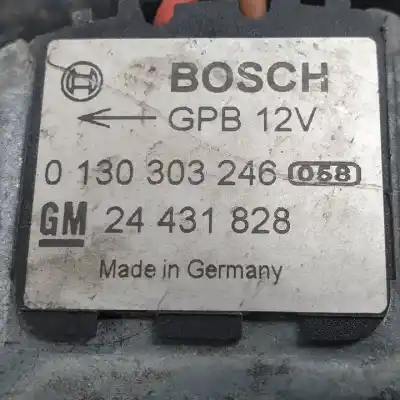 BOSCH
← GPB 12V
0 130 303 246 058
GM 24 431 828
Made in Germany